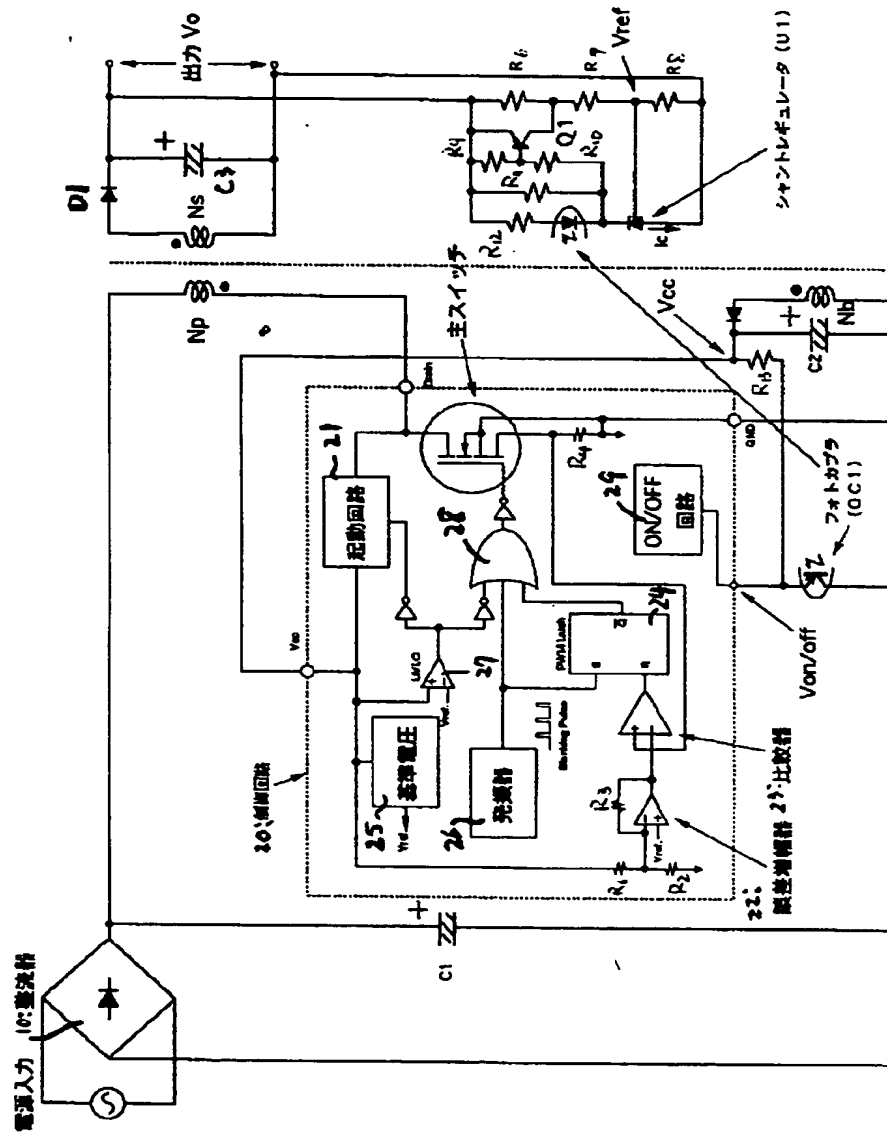 電源入力
10:整流器
C1
+
20:制御回路
Vcc
25
基準電圧
Vref.
Vref.
26
発振器
R1
R2
R3
Vref.
22:
誤差増幅器
23:比較器
UVLO
27
+
-
21
起動回路
28
Blanking Pulse
PWM Latch
S
R
Q
24
Drain
主スイッチ
R4
GND
29
ON/OFF
回路
Von/off
フォトカプラ
(OC1)
Np
Vcc
R13
C2
+
Nb
D1
Ns
+
C3
出力 Vo
R12
R9
R10
Q1
R6
R7
R8
Vref
Ic
シャントレギュレータ (U1)